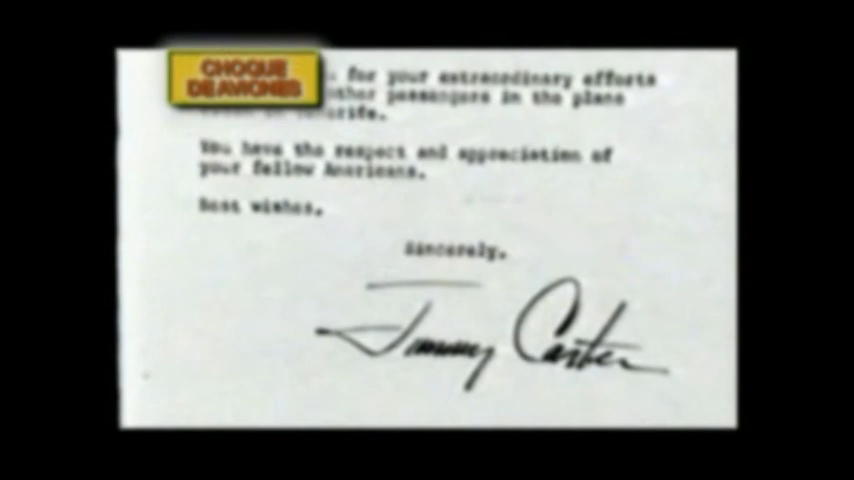 CHOQUE
DE AVIONES
for your extraordinary efforts
other passengers in the plane
You have the respect and appreciation of
your fellow Americans.
Best wishes.
Sincerely,
Jimmy Carter